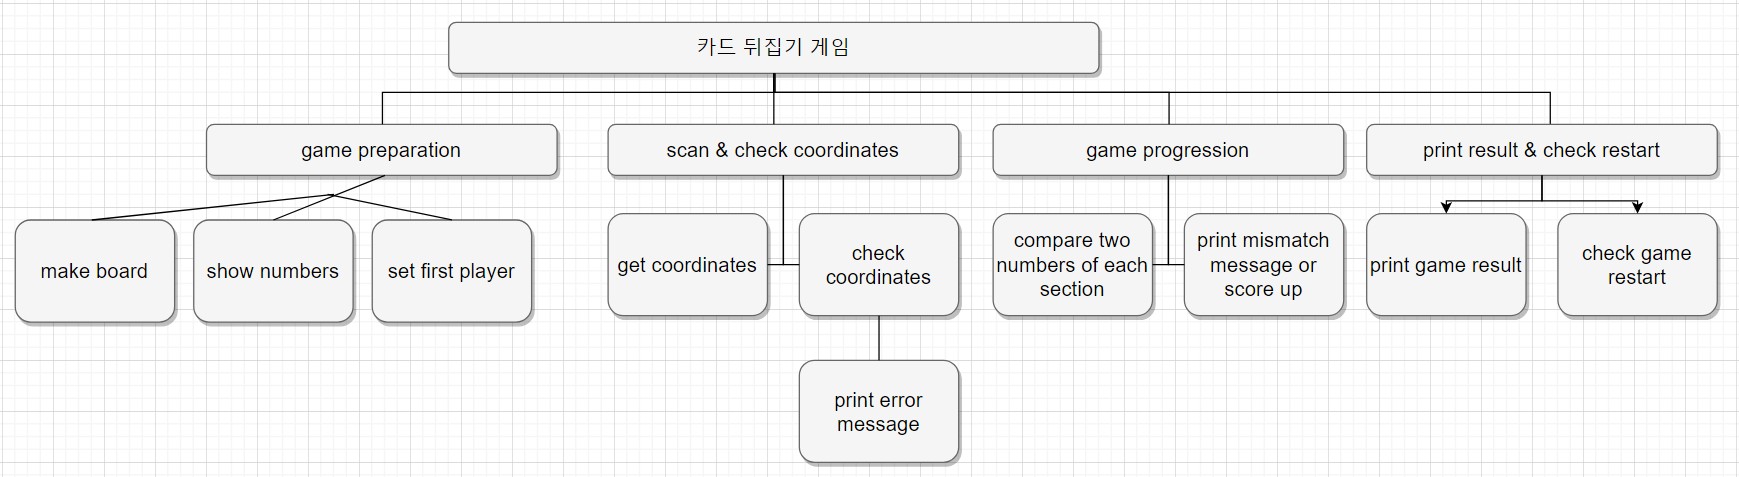 카드 뒤집기 게임
game preparation
scan & check coordinates
game progression
print result & check restart
make board
show numbers
set first player
get coordinates
check
coordinates
compare two
numbers of each
section
print mismatch
message or
score up
print game result
check game
restart
print error
message